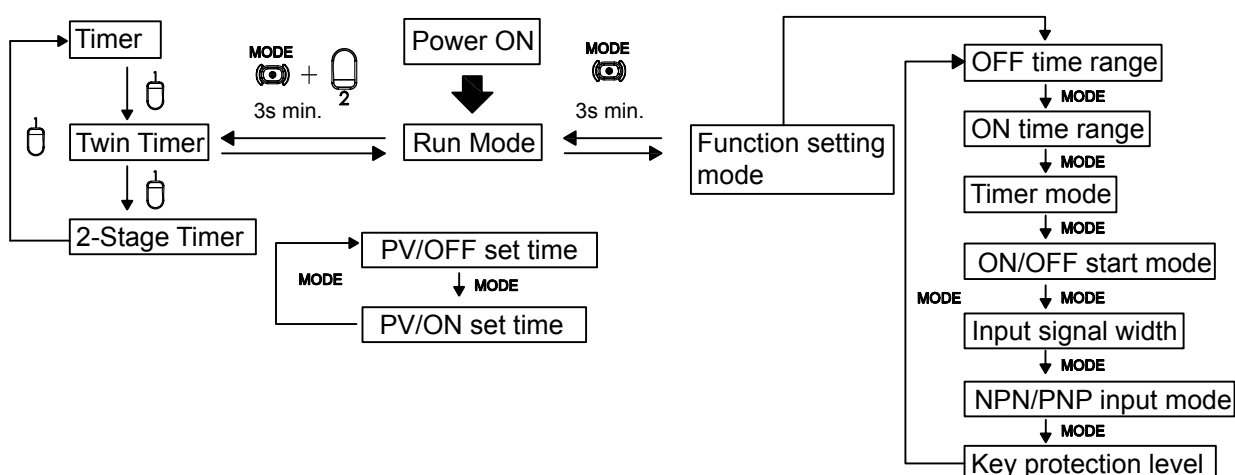 Timer
1
1
Twin Timer
1
2-Stage Timer
MODE
+
2
3s min.
Power ON
Run Mode
MODE
3s min.
PV/OFF set time
MODE
MODE
PV/ON set time
Function setting
mode
OFF time range
MODE
ON time range
MODE
Timer mode
MODE
ON/OFF start mode
MODE
MODE
Input signal width
MODE
NPN/PNP input mode
MODE
Key protection level